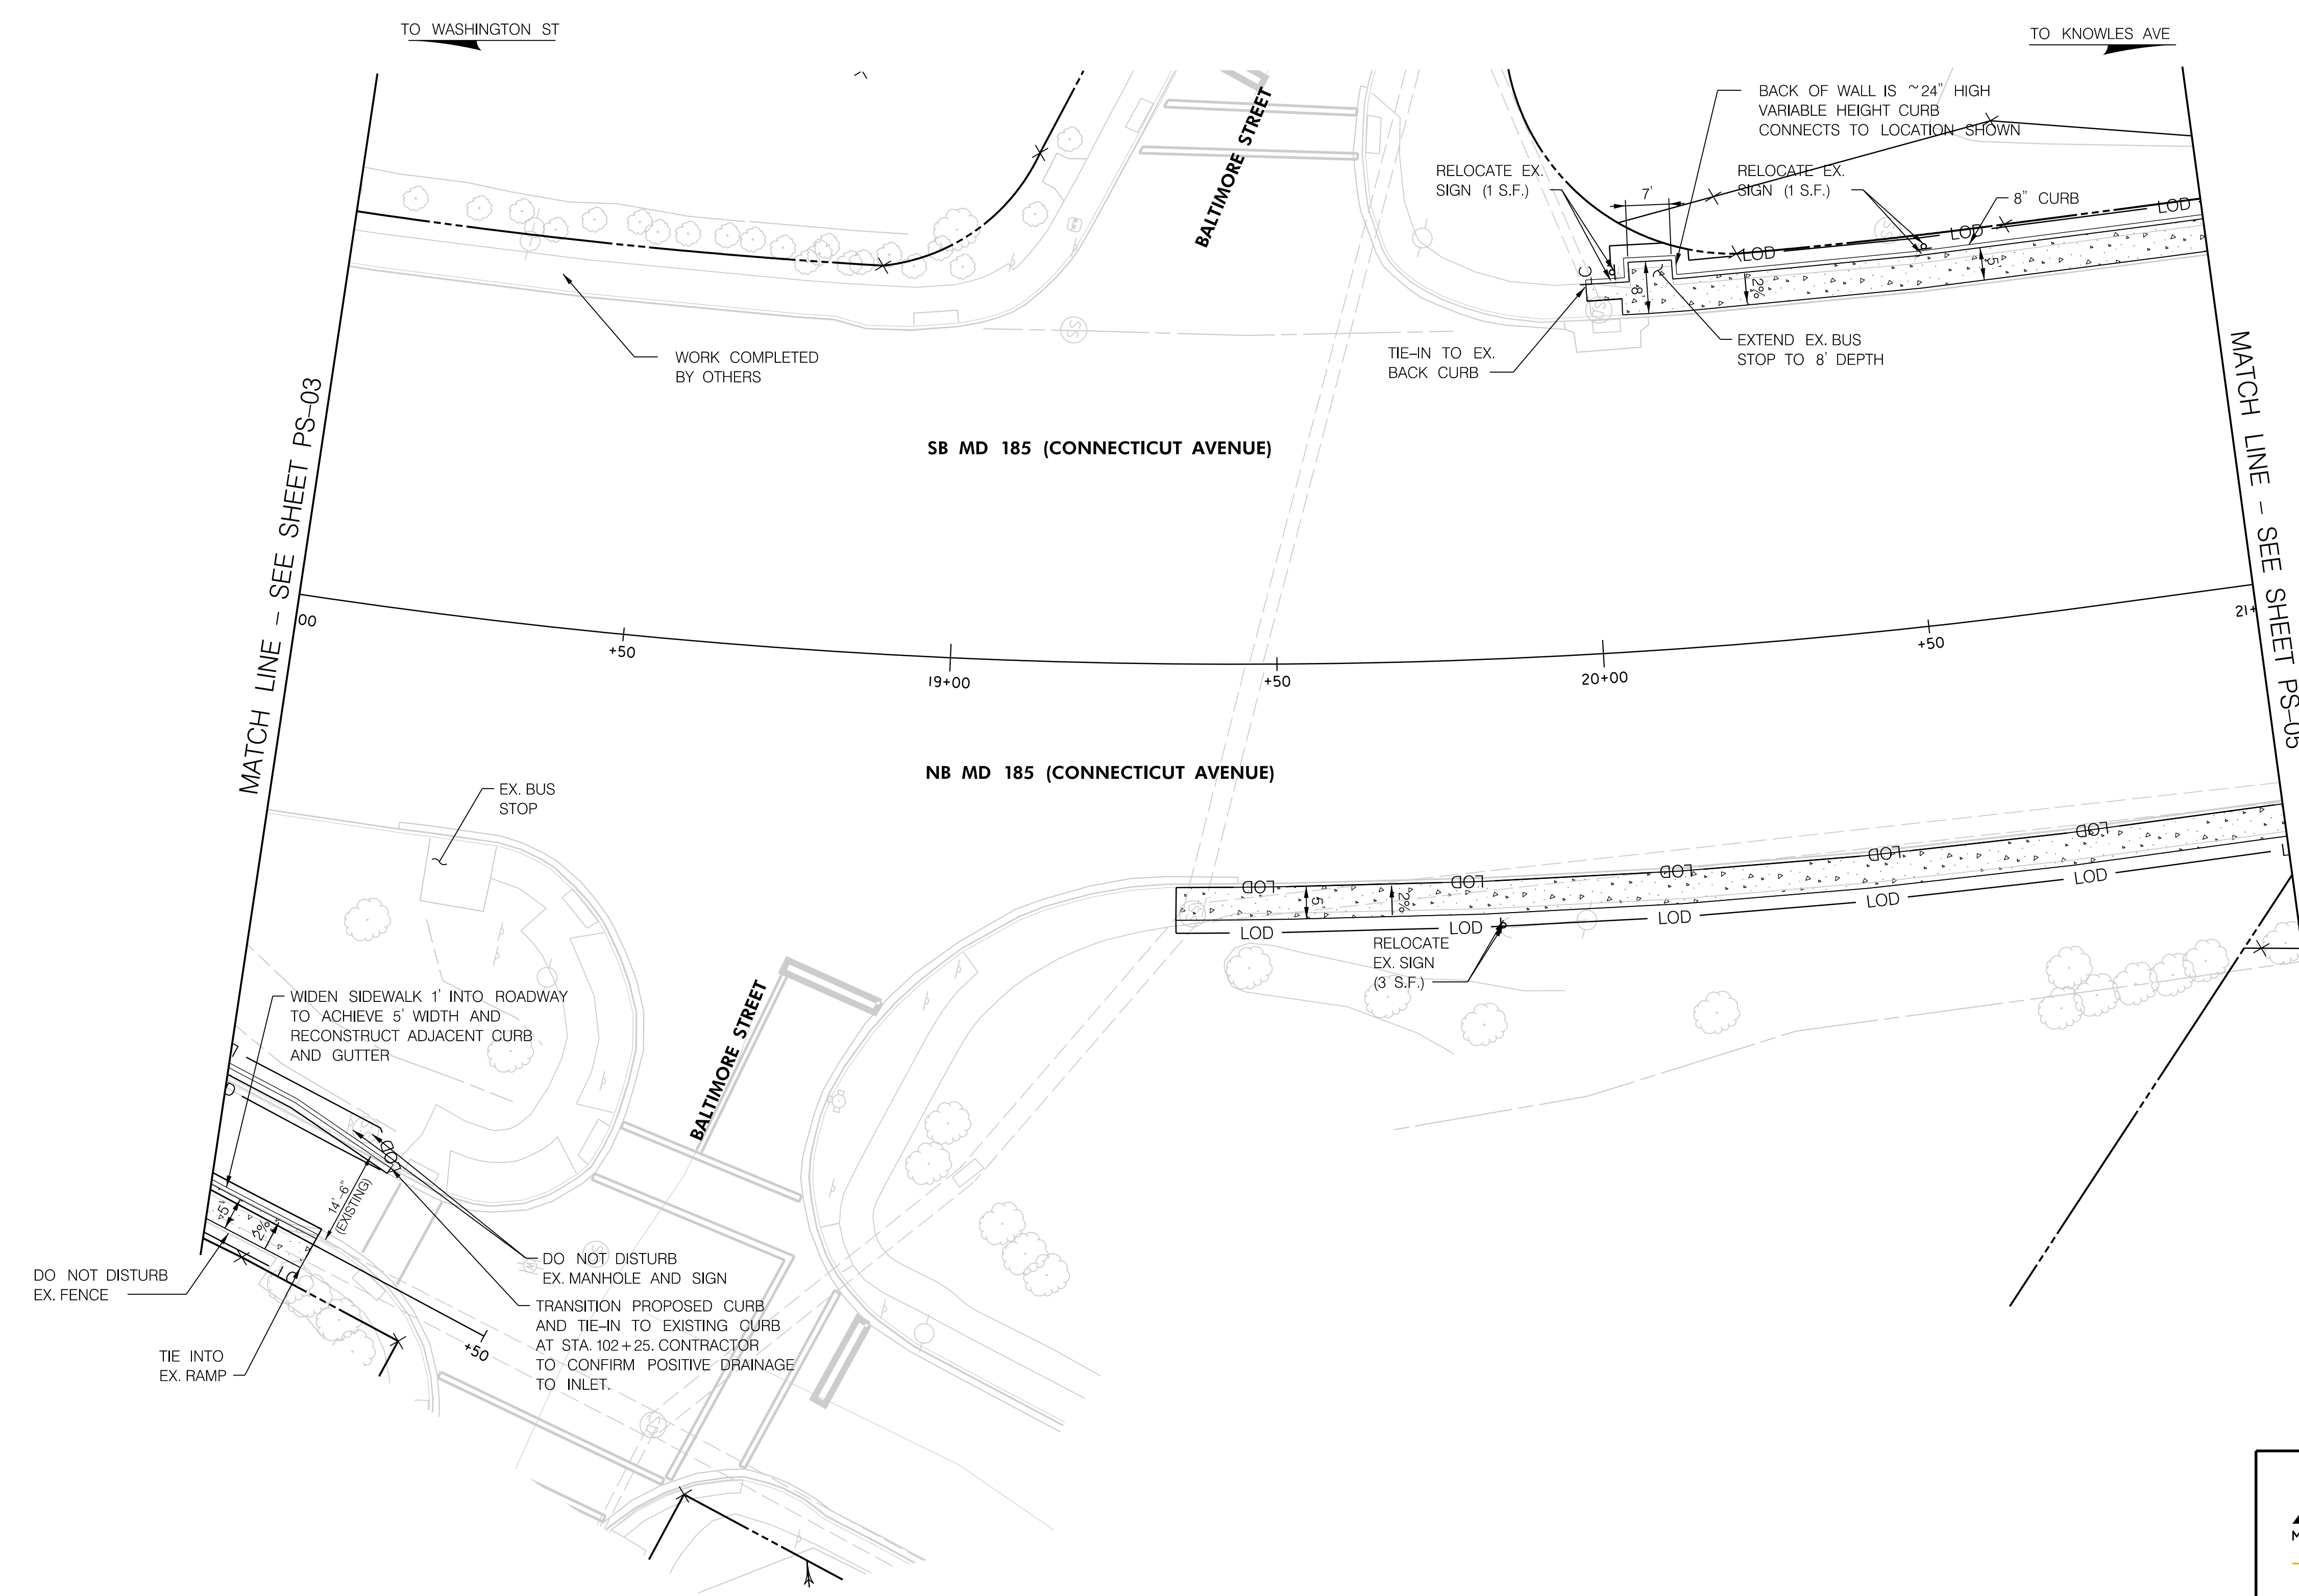 TO WASHINGTON ST
TO KNOWLES AVE
BALTIMORE STREET
BACK OF WALL IS ~24" HIGH
VARIABLE HEIGHT CURB
CONNECTS TO LOCATION SHOWN
RELOCATE EX.
SIGN (1 S.F.)
7'
RELOCATE EX.
SIGN (1 S.F.)
8" CURB
LOD
LOD
LOD
5'
2%
8'
SD
SS
WORK COMPLETED
BY OTHERS
TIE-IN TO EX.
BACK CURB
EXTEND EX. BUS
STOP TO 8' DEPTH
MATCH LINE - SEE SHEET PS-03
MATCH LINE - SEE SHEET PS-05
SB MD 185 (CONNECTICUT AVENUE)
00
+50
19+00
+50
20+00
+50
21+
NB MD 185 (CONNECTICUT AVENUE)
EX. BUS
STOP
LOD
LOD
LOD
LOD
LOD
5'
2%
LOD
LOD
LOD
LOD
LOD
RELOCATE
EX. SIGN
(3 S.F.)
WIDEN SIDEWALK 1' INTO ROADWAY
TO ACHIEVE 5' WIDTH AND
RECONSTRUCT ADJACENT CURB
AND GUTTER
BALTIMORE STREET
LOD
14'-6"
(EXISTING)
5'
2%
DO NOT DISTURB
EX. FENCE
DO NOT DISTURB
EX. MANHOLE AND SIGN
TRANSITION PROPOSED CURB
AND TIE-IN TO EXISTING CURB
AT STA. 102+25. CONTRACTOR
TO CONFIRM POSITIVE DRAINAGE
TO INLET.
+50
TIE INTO
EX. RAMP
SD